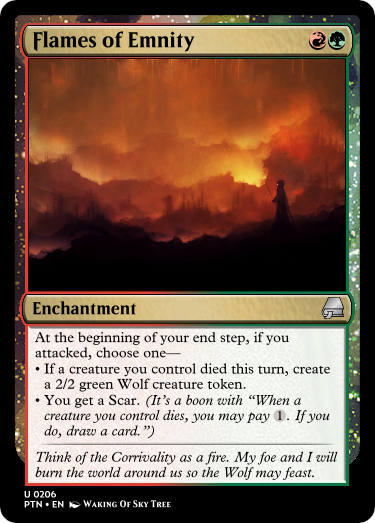 Flames of Emnity
Enchantment
At the beginning of your end step, if you
attacked, choose one—
• If a creature you control died this turn, create
a 2/2 green Wolf creature token.
• You get a Scar. (It's a boon with “When a
creature you control dies, you may pay 1. If you
do, draw a card.”)
Think of the Corrivality as a fire. My foe and I will
burn the world around us so the Wolf may feast.
U 0206
PTN • EN Waking Of Sky Tree